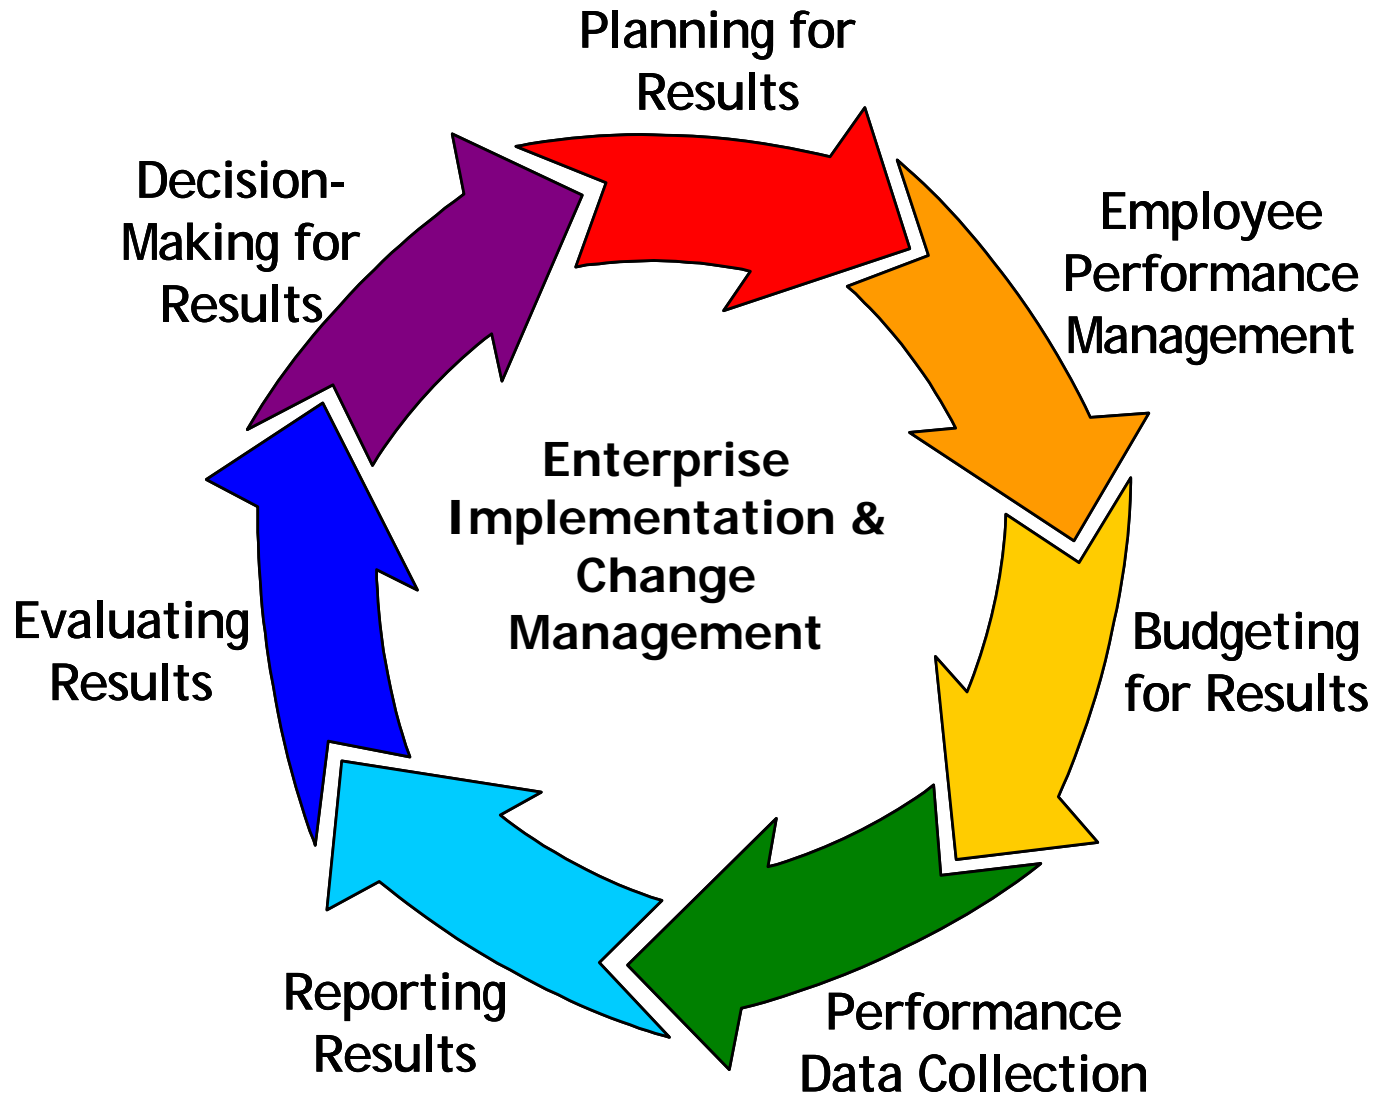 Planning for
Results
Employee
Performance
Management
Budgeting
for Results
Performance
Data Collection
Reporting
Results
Evaluating
Results
Decision-
Making for
Results
Enterprise
Implementation &
Change
Management